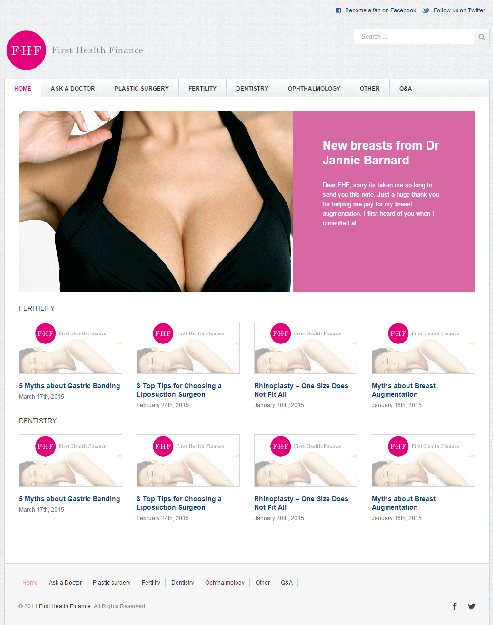 Become a fan on Facebook Follow us on Twitter
Search ...
F·H·F First Health Finance
HOME ASK A DOCTOR PLASTIC SURGERY FERTILITY DENTISTRY OPHTHALMOLOGY OTHER Q&A
New breasts from Dr
Jannie Barnard
Dear FHF, sorry its taken me so long to
send you this note. Just a huge thank you
for helping me pay for my breast
augmentation. I first heard of you when I
consulted at
FERTILITY
FHF First Health Finance FHF First Health Finance FHF First Health Finance FHF First Health Finance
5 Myths about Gastric Banding
March 17th, 2015
3 Top Tips for Choosing a
Liposuction Surgeon
February 24th, 2015
Rhinoplasty – One Size Does
Not Fit All
January 20th, 2015
Myths about Breast
Augmentation
January 16th, 2015
DENTISTRY
FHF First Health Finance FHF First Health Finance FHF First Health Finance FHF First Health Finance
5 Myths about Gastric Banding
March 17th, 2015
3 Top Tips for Choosing a
Liposuction Surgeon
February 24th, 2015
Rhinoplasty – One Size Does
Not Fit All
January 20th, 2015
Myths about Breast
Augmentation
January 16th, 2015
Home Ask a Doctor Plastic surgery Fertility Dentistry Ophthalmology Other Q&A
First Health Finance. All Rights Reserved